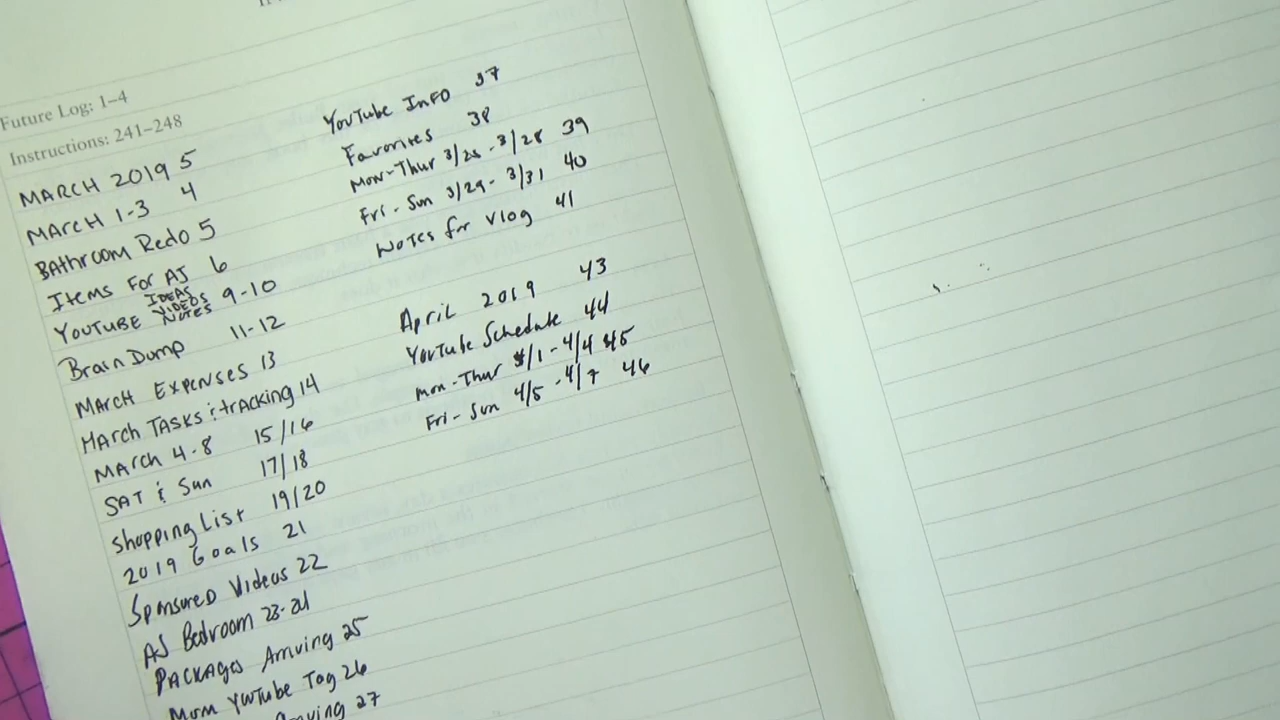 Future Log: 1–4
Instructions: 241–248
MARCH 2019 5
MARCH 1-3 4
BAthroom Redo 5
Items For AJ 6
YOUTUBE IDEAS VIDEOS NOTES 9-10
Brain Dump 11-12
MArch EXPENSES 13
MArch TASKS & trAcking 14
MArch 4-8 15/16
SAT & Sun 17/18
Shopping List 19/20
2019 Goals 21
Sponsored Videos 22
AJ Bedroom 23-24
PACKAGES Arriving 25
Mom YouTube Tag 26
Arriving 27
YouTube InFO 37
Favorites 38
Mon-Thur 3/25 - 3/28 39
Fri - Sun 3/29 - 3/31 40
Notes for Vlog 41
April 2019 43
YouTube Schedule 44
Mon-Thur 4/1 - 4/4 45
Fri - Sun 4/5 - 4/7 46